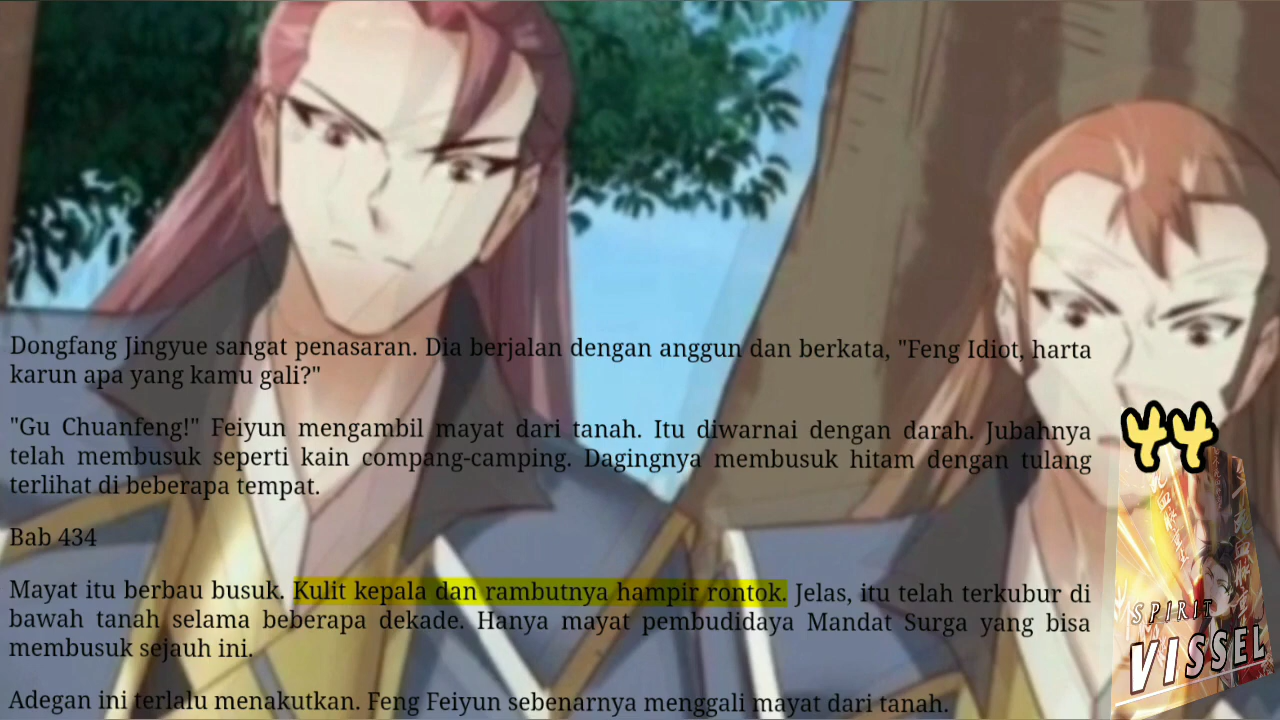 Dongfang Jingyue sangat penasaran. Dia berjalan dengan anggun dan berkata, "Feng Idiot, harta
karun apa yang kamu gali?"
"Gu Chuanfeng!" Feiyun mengambil mayat dari tanah. Itu diwarnai dengan darah. Jubahnya
telah membusuk seperti kain compang-camping. Dagingnya membusuk hitam dengan tulang
terlihat di beberapa tempat.
Bab 434
Mayat itu berbau busuk. Kulit kepala dan rambutnya hampir rontok. Jelas, itu telah terkubur di
bawah tanah selama beberapa dekade. Hanya mayat pembudidaya Mandat Surga yang bisa
membusuk sejauh ini.
Adegan ini terlalu menakutkan. Feng Feiyun sebenarnya menggali mayat dari tanah.
44
SPIRIT
VISSEL